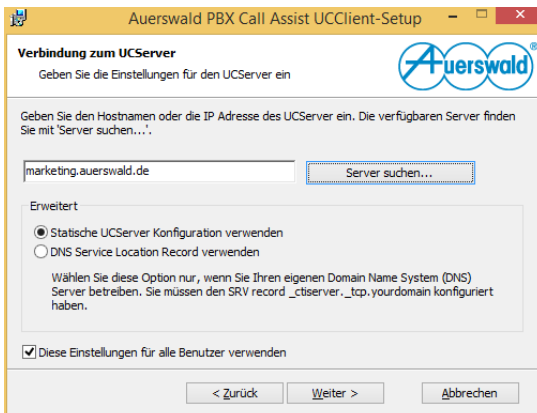 Auerswald PBX Call Assist UCClient-Setup
Verbindung zum UCServer
Geben Sie die Einstellungen für den UCServer ein
Auerswald
Geben Sie den Hostnamen oder die IP Adresse des UCServer ein. Die verfügbaren Server finden
Sie mit 'Server suchen...'.
marketing.auerswald.de
Server suchen...
Erweitert
Statische UCServer Konfiguration verwenden
DNS Service Location Record verwenden
Wählen Sie diese Option nur, wenn Sie Ihren eigenen Domain Name System (DNS)
Server betreiben. Sie müssen den SRV record _ctiserver._tcp.yourdomain konfiguriert
haben.
Diese Einstellungen für alle Benutzer verwenden
< Zurück
Weiter >
Abbrechen